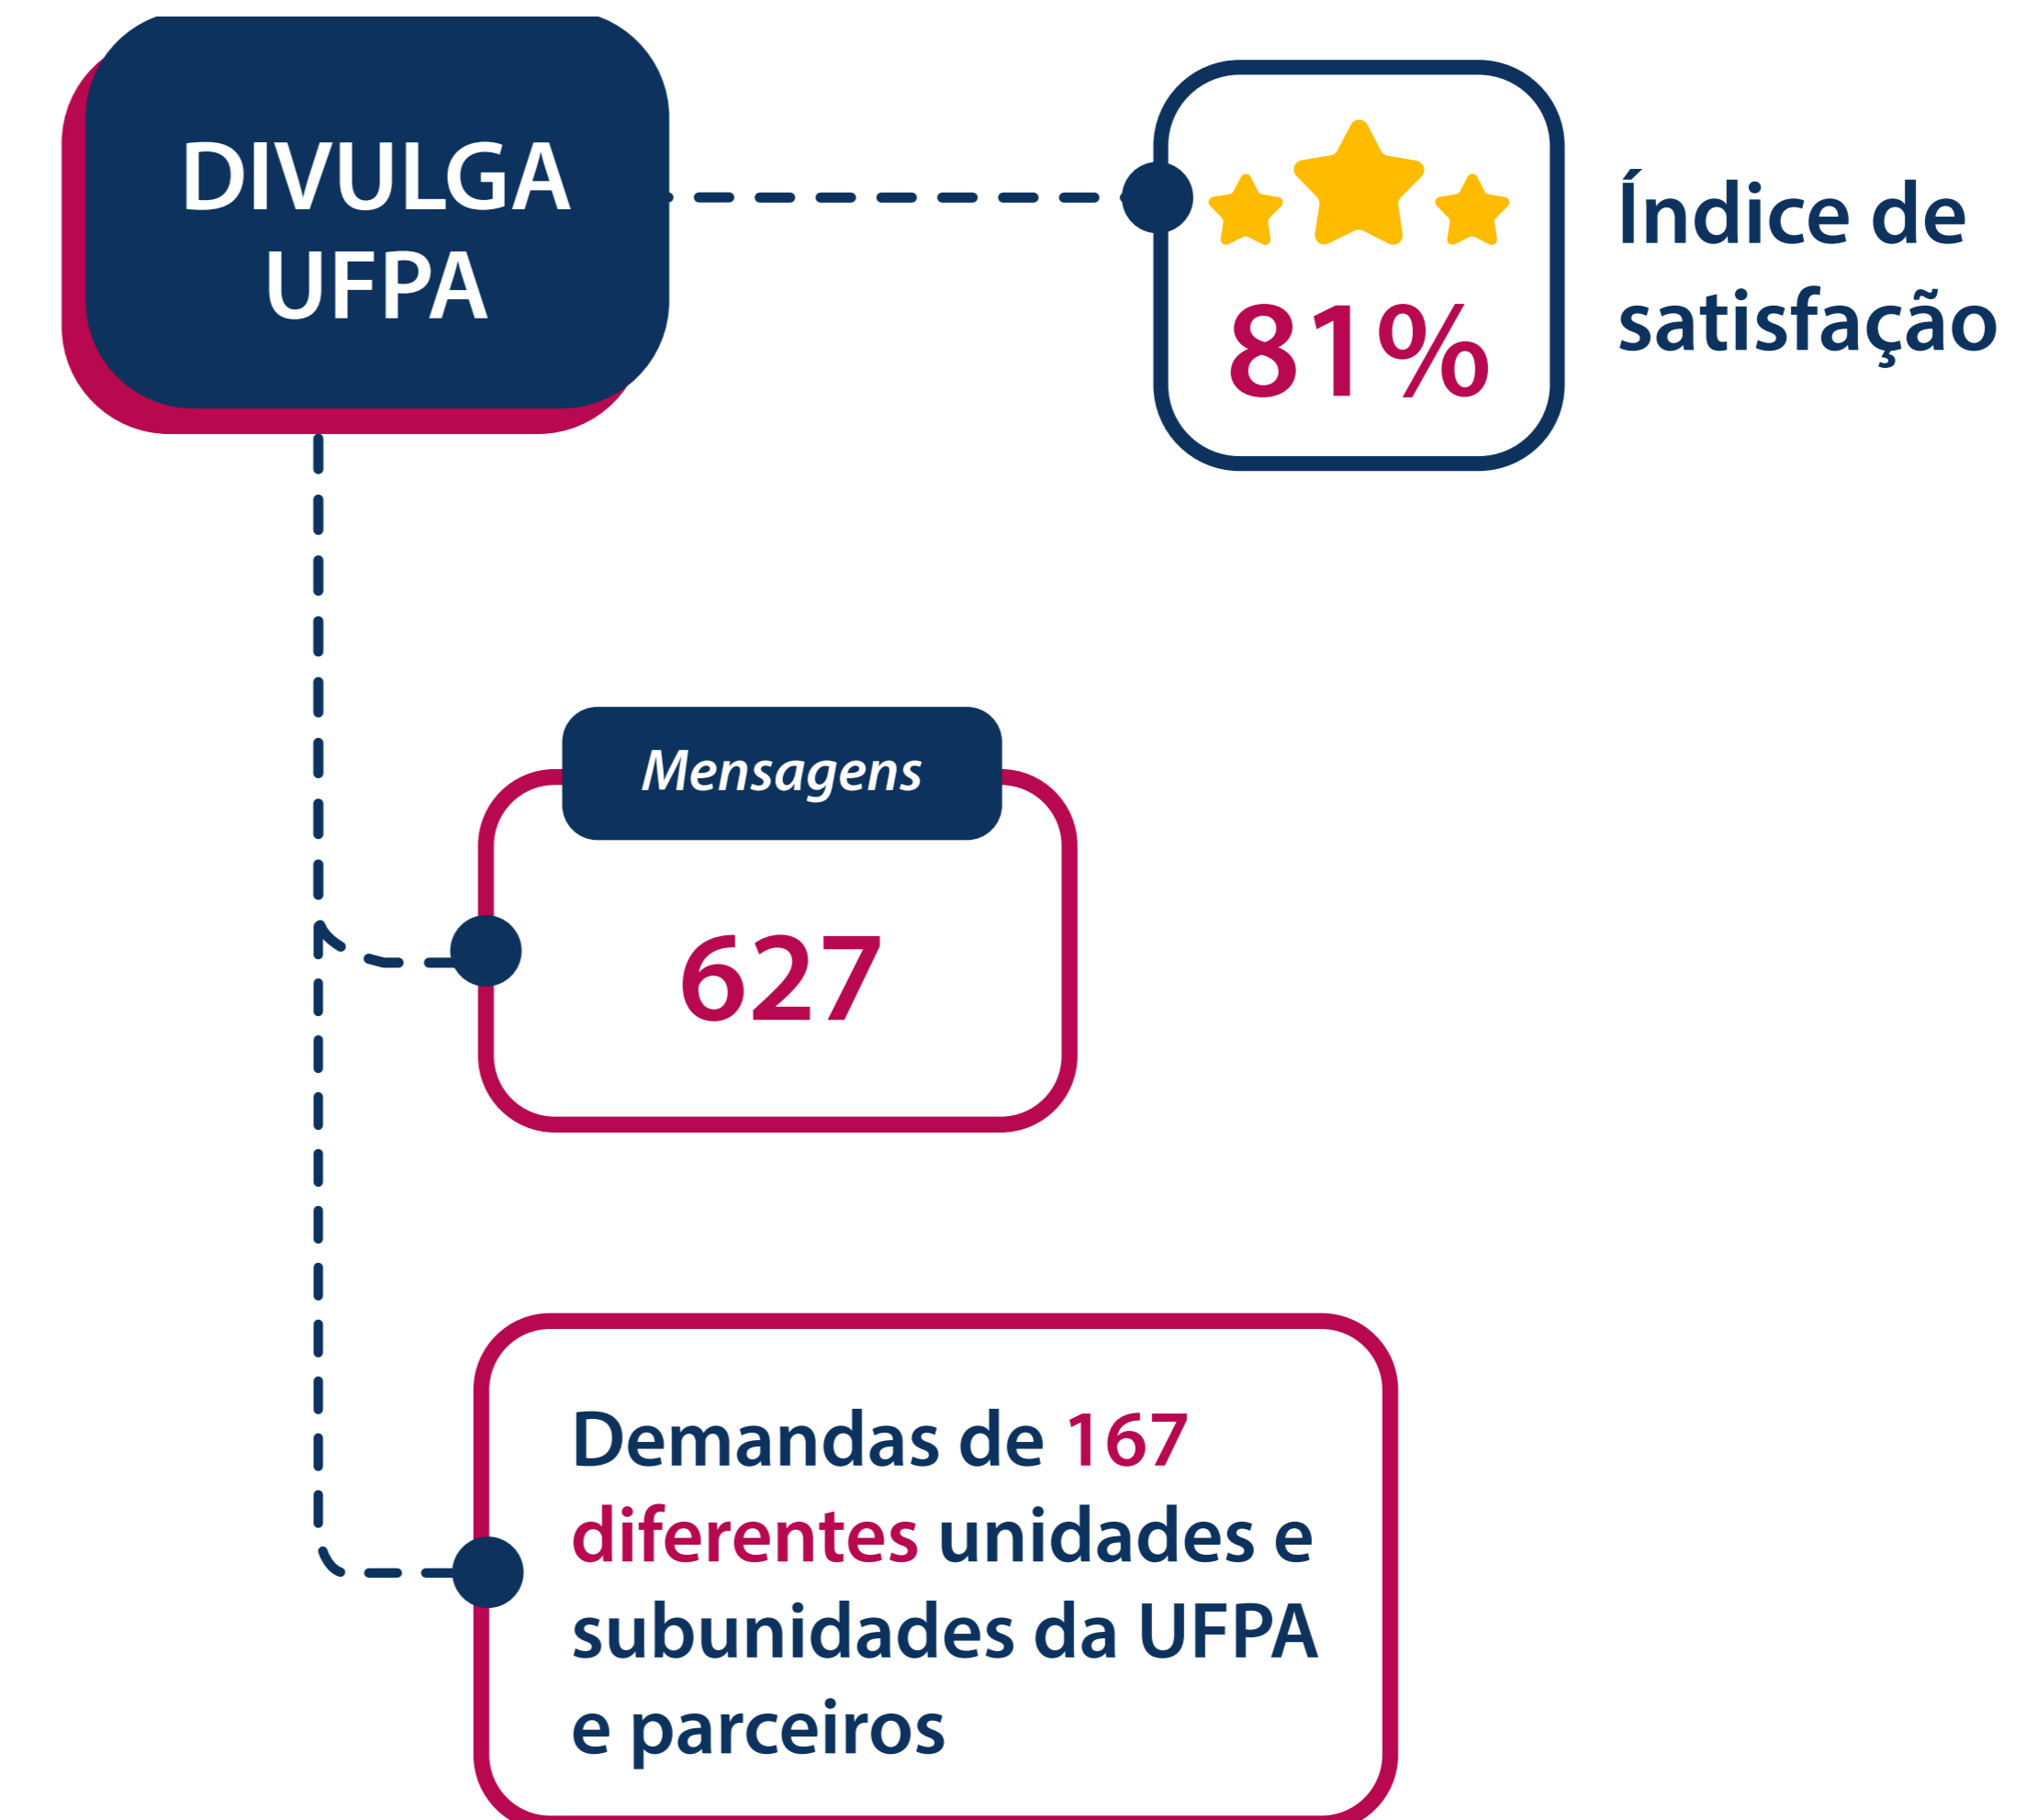 DIVULGA
UFPA
81%
Índice de
satisfação
Mensagens
627
Demandas de 167
diferentes unidades e
subunidades da UFPA
e parceiros